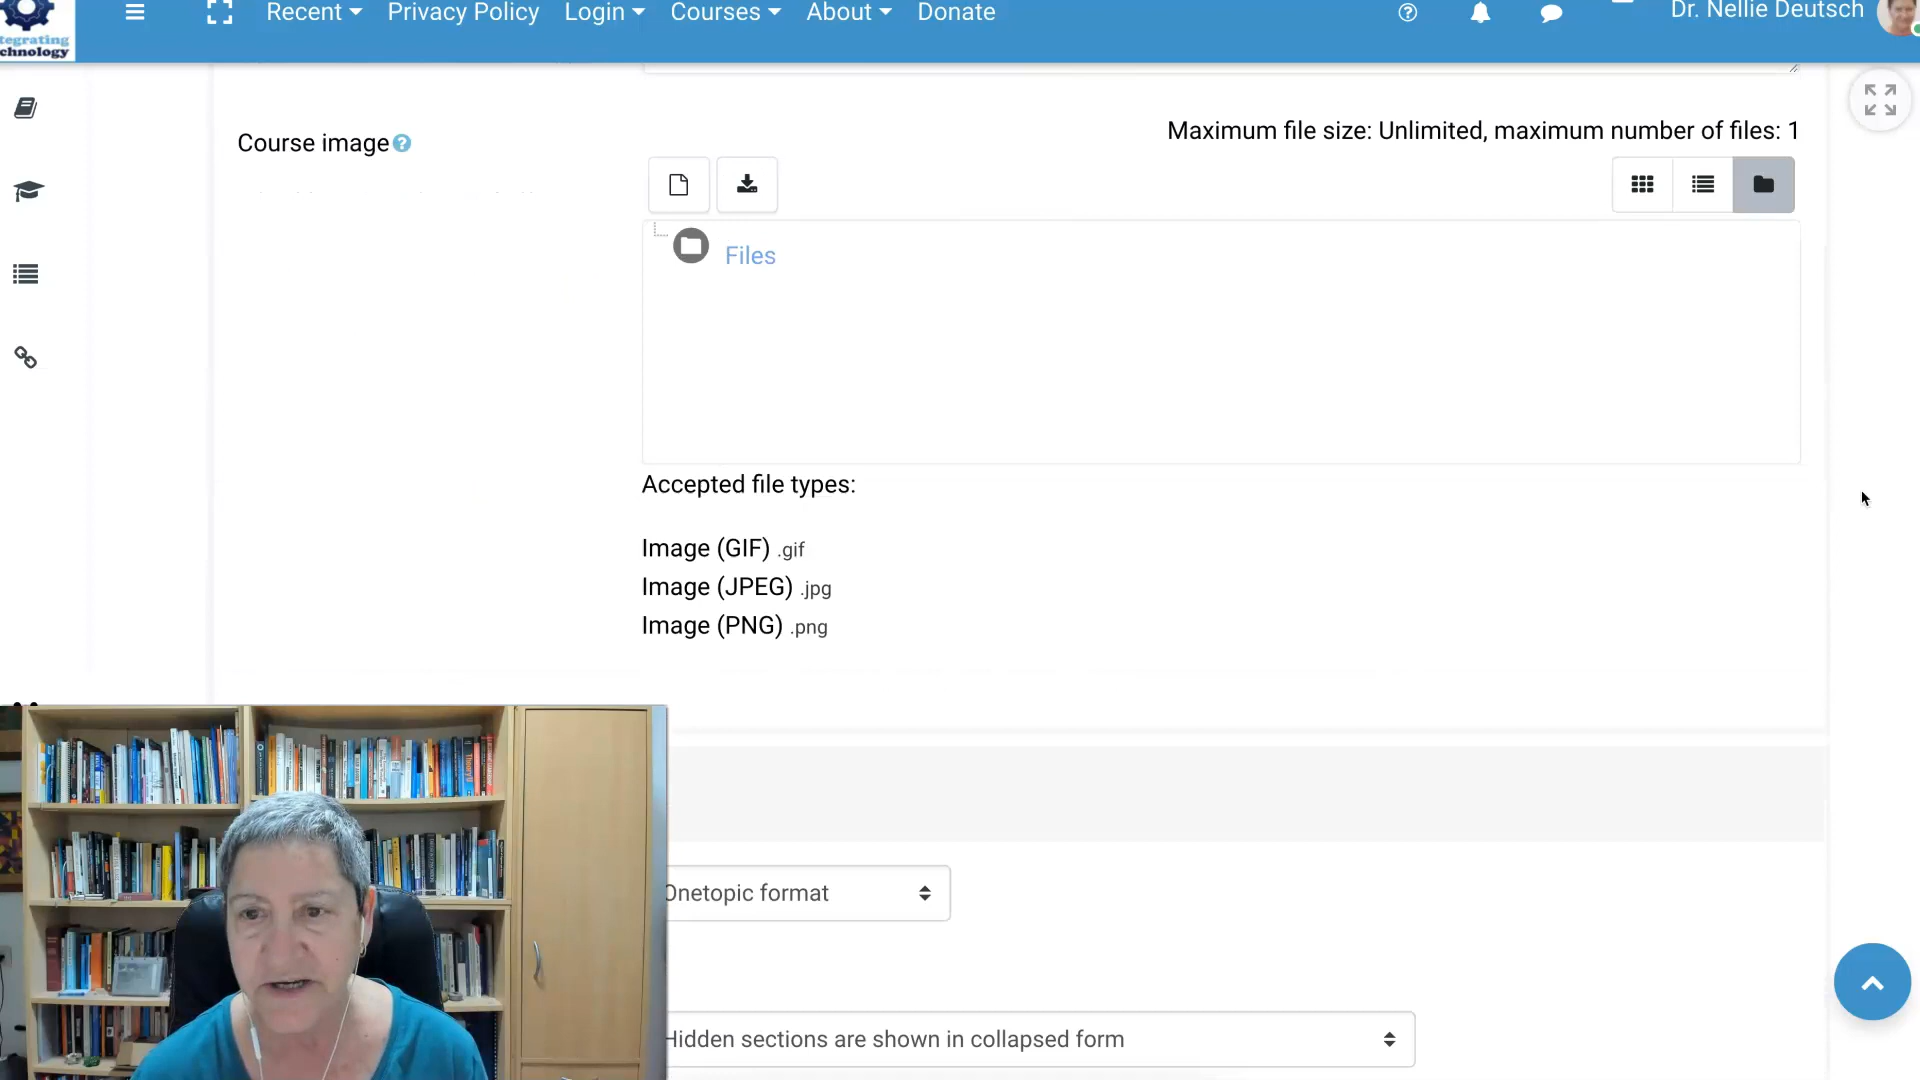 Recent Privacy Policy Login Courses About Donate Dr. Nellie Deutsch
tegrating
chnology
Course image
Maximum file size: Unlimited, maximum number of files: 1
Files
Accepted file types:
Image (GIF) .gif
Image (JPEG) .jpg
Image (PNG) .png
Onetopic format
Hidden sections are shown in collapsed form